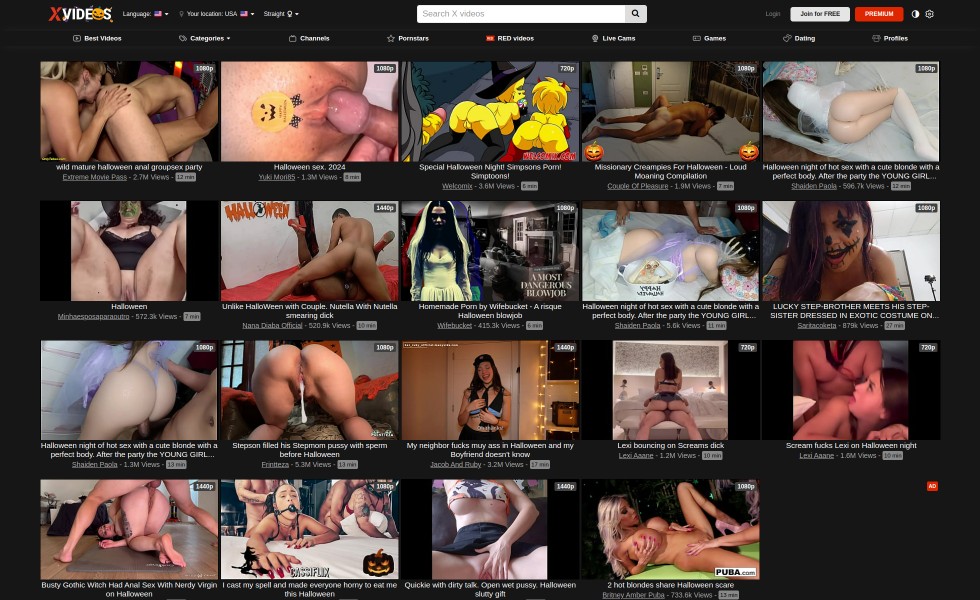 XVIDEOS Language: Your location: USA Straight Search X videos Login Join for FREE PREMIUM
Best Videos Categories Channels Pornstars RED videos Live Cams Games Dating Profiles
1080p 1080p 720p 1080p 1080p
wild mature halloween anal groupsex party
Extreme Movie Pass - 2.7M Views - 12 min
Halloween sex. 2024
Yuki Mori85 - 1.3M Views - 8 min
Special Halloween Night! Simpsons Porn!
Simptoons!
Welcomix - 3.6M Views - 6 min
Missionary Creampies For Halloween - Loud
Moaning Compilation
Couple Of Pleasure - 1.9M Views - 7 min
Halloween night of hot sex with a cute blonde with a
perfect body. After the party the YOUNG GIRL...
Shaiden Paola - 596.7k Views - 12 min
1440p 1080p 1080p
HALLOWEEN
A MOST
DANGEROUS
BLOWJOB
HAPPY
Halloween
Minhaesposaparaoutro - 572.3k Views - 7 min
Unlike HalloWeen with Couple. Nutella With Nutella
smearing dick
Nana Diaba Official - 520.9k Views - 10 min
Homemade Porn by Wifebucket - A risque
Halloween blowjob
Wifebucket - 415.3k Views - 6 min
Halloween night of hot sex with a cute blonde with a
perfect body. After the party the YOUNG GIRL...
Shaiden Paola - 5.6k Views - 11 min
LUCKY STEP-BROTHER MEETS HIS STEP-
SISTER DRESSED IN EXOTIC COSTUME ON...
Saritacoketa - 879k Views - 27 min
1080p 1080p 1440p 720p 720p
Halloween night of hot sex with a cute blonde with a
perfect body. After the party the YOUNG GIRL...
Shaiden Paola - 1.3M Views - 13 min
Stepson filled his Stepmom pussy with sperm
before Halloween
Frintteza - 5.3M Views - 13 min
My neighbor fucks muy ass in Halloween and my
Boyfriend doesn't know
Jacob And Ruby - 3.2M Views - 17 min
Lexi bouncing on Screams dick
Lexi Aaane - 1.2M Views - 10 min
Scream fucks Lexi on Halloween night
Lexi Aaane - 1.6M Views - 10 min
1440p 1080p 1440p 1080p AD
CASSIFLIX
PUBA.com
Busty Gothic Witch Had Anal Sex With Nerdy Virgin
on Halloween
I cast my spell and made everyone horny to eat me
this Halloween
Quickie with dirty talk. Open wet pussy. Halloween
slutty gift
2 hot blondes share Halloween scare
Britney Amber Puba - 733.6k Views - 13 min